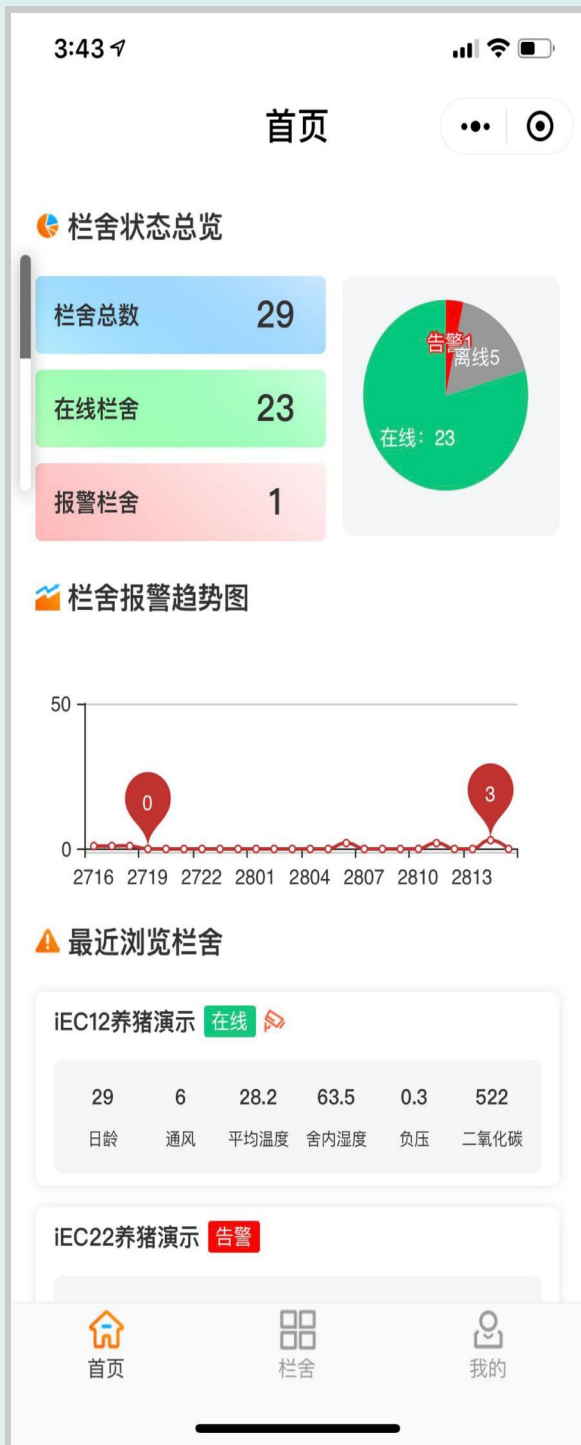 3:43
首页
栏舍状态总览
栏舍总数 29
在线栏舍 23
报警栏舍 1
告警1
离线5
在线：23
栏舍报警趋势图
50
0 3
0
2716 2719 2722 2801 2804 2807 2810 2813
最近浏览栏舍
iEC12养猪演示 在线
29 6 28.2 63.5 0.3 522
日龄 通风 平均温度 舍内湿度 负压 二氧化碳
iEC22养猪演示 告警
首页 栏舍 我的